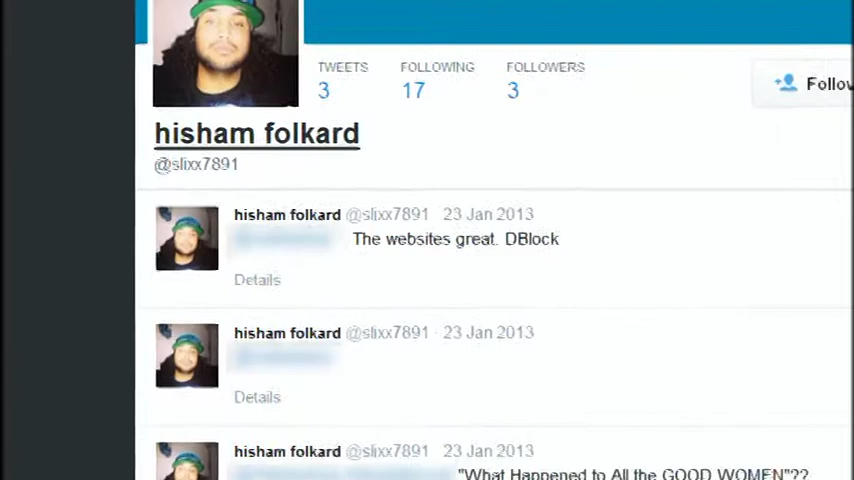 TWEETS FOLLOWING FOLLOWERS
3 17 3
Follow
hisham folkard
@slixx7891
hisham folkard @slixx7891 23 Jan 2013
The websites great. DBlock
Details
hisham folkard @slixx7891 · 23 Jan 2013
Details
hisham folkard @slixx7891 23 Jan 2013
"What Happened to All the GOOD WOMEN"??